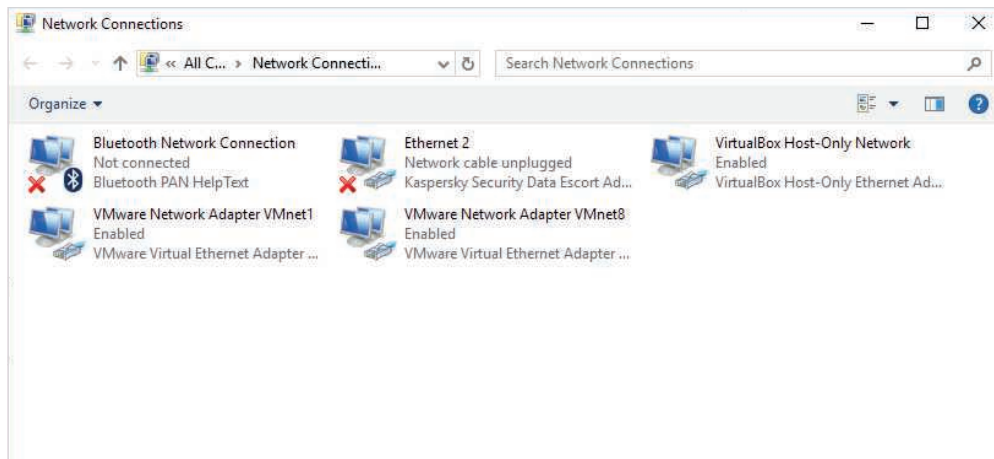 Network Connections
« All C... › Network Connecti...
Search Network Connections
Organize
Bluetooth Network Connection
Not connected
Bluetooth PAN HelpText
Ethernet 2
Network cable unplugged
Kaspersky Security Data Escort Ad...
VirtualBox Host-Only Network
Enabled
VirtualBox Host-Only Ethernet Ad...
VMware Network Adapter VMnet1
Enabled
VMware Virtual Ethernet Adapter ...
VMware Network Adapter VMnet8
Enabled
VMware Virtual Ethernet Adapter ...